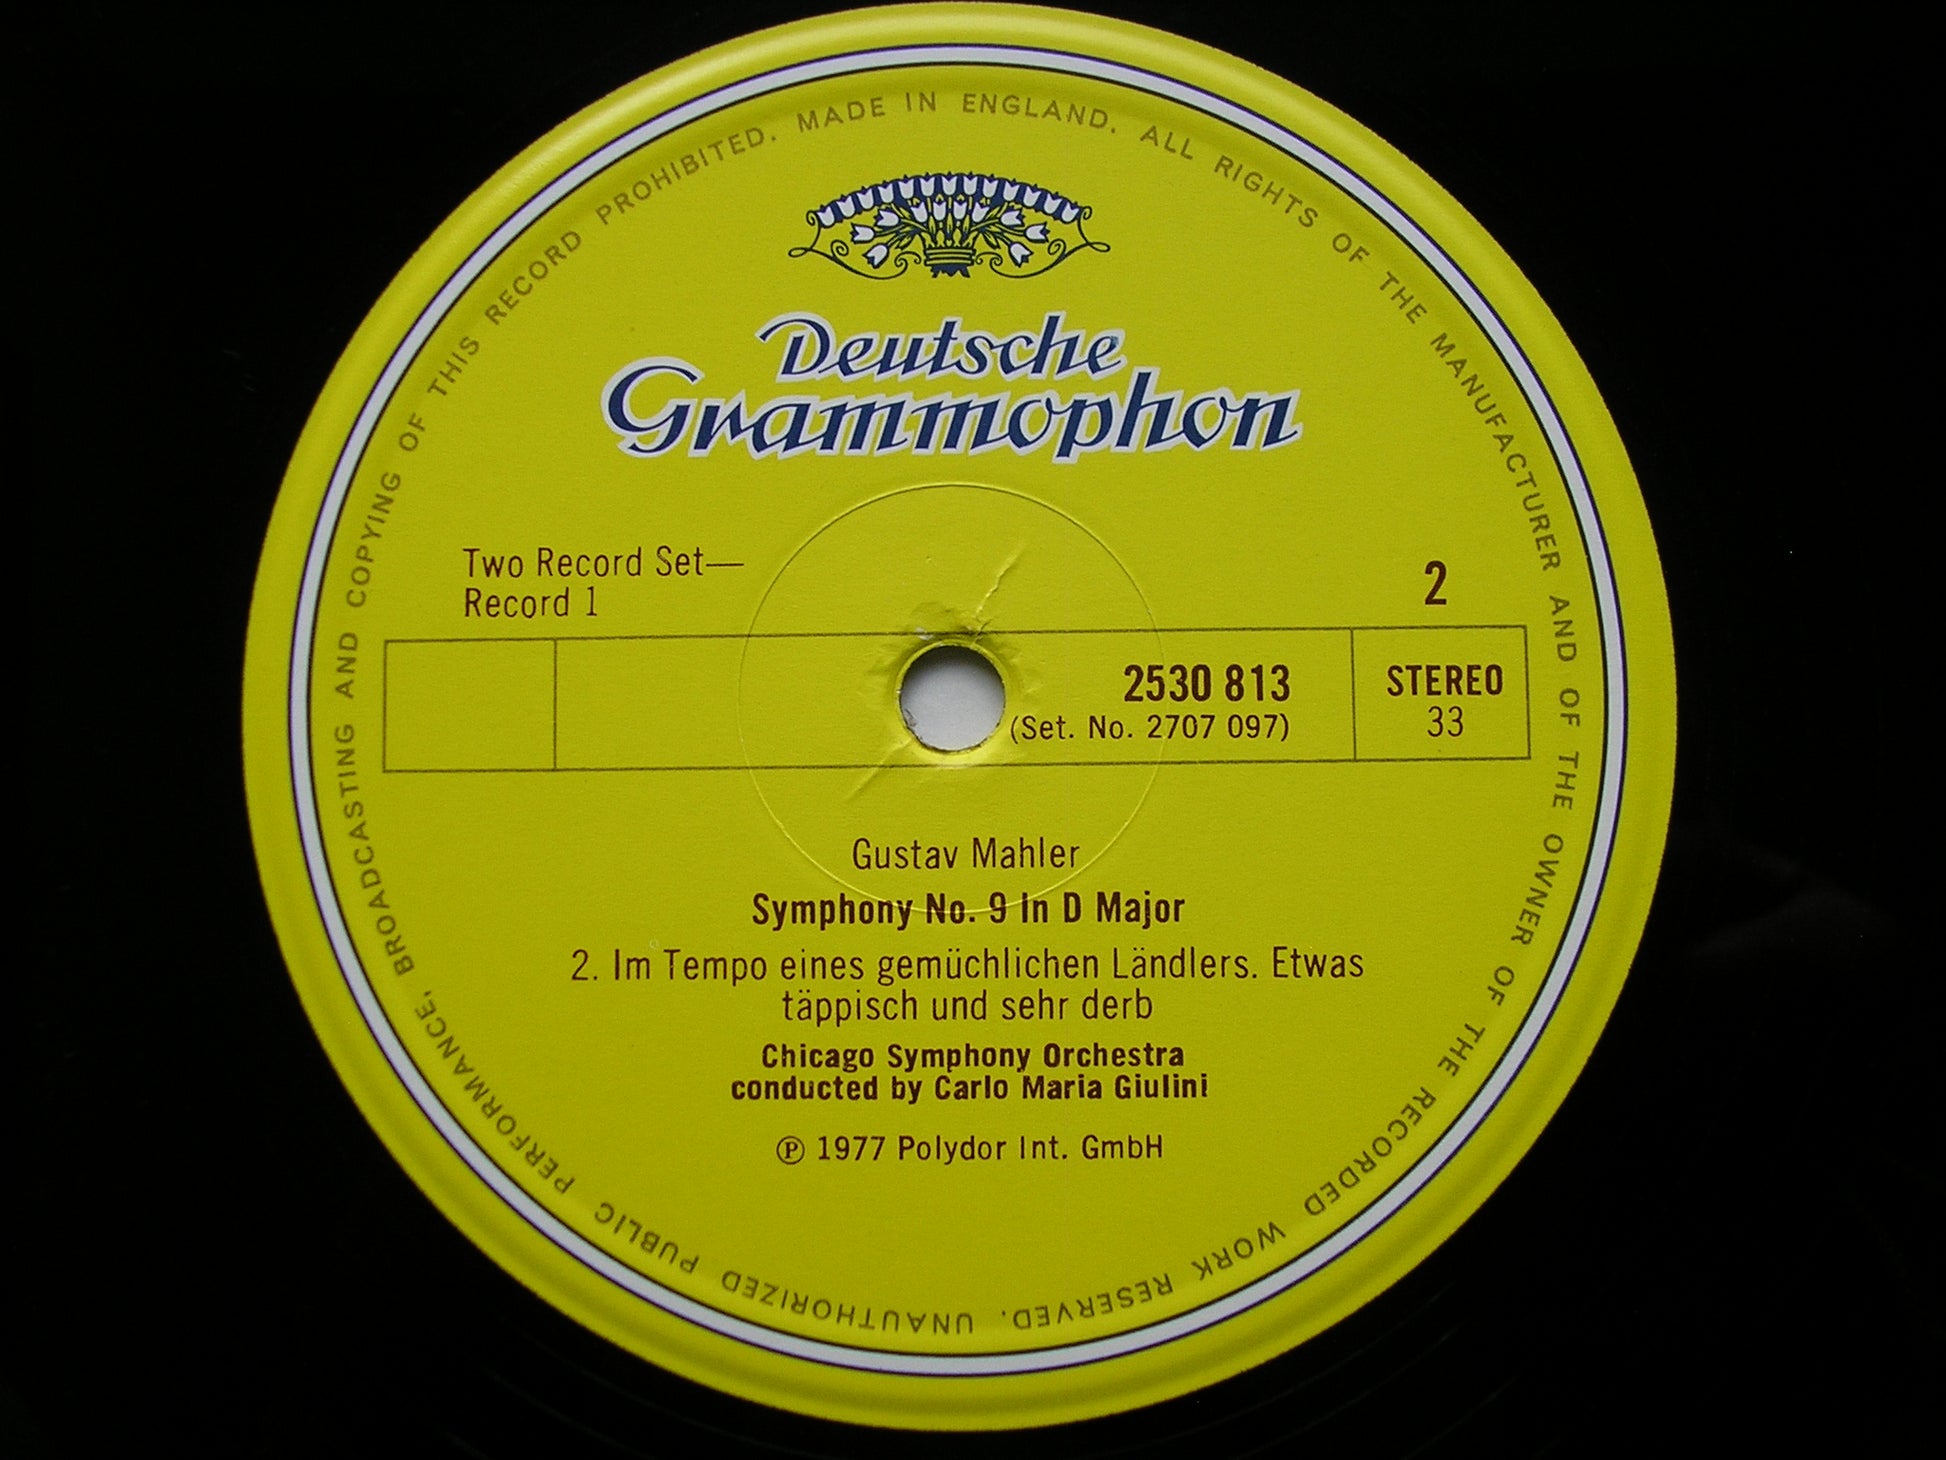 MADE IN ENGLAND. ALL RIGHTS OF THE MANUFACTURER AND OF THE OWNER OF THE RECORDED WORK RESERVED. UNAUTHORIZED PUBLIC PERFORMANCE, BROADCASTING AND COPYING OF THIS RECORD PROHIBITED.
Deutsche
Grammophon
Two Record Set—
Record 1
2
2530 813
(Set. No. 2707 097)
STEREO
33
Gustav Mahler
Symphony No. 9 in D Major
2. Im Tempo eines gemüchlichen Ländlers. Etwas
täppisch und sehr derb
Chicago Symphony Orchestra
conducted by Carlo Maria Giulini
℗ 1977 Polydor Int. GmbH